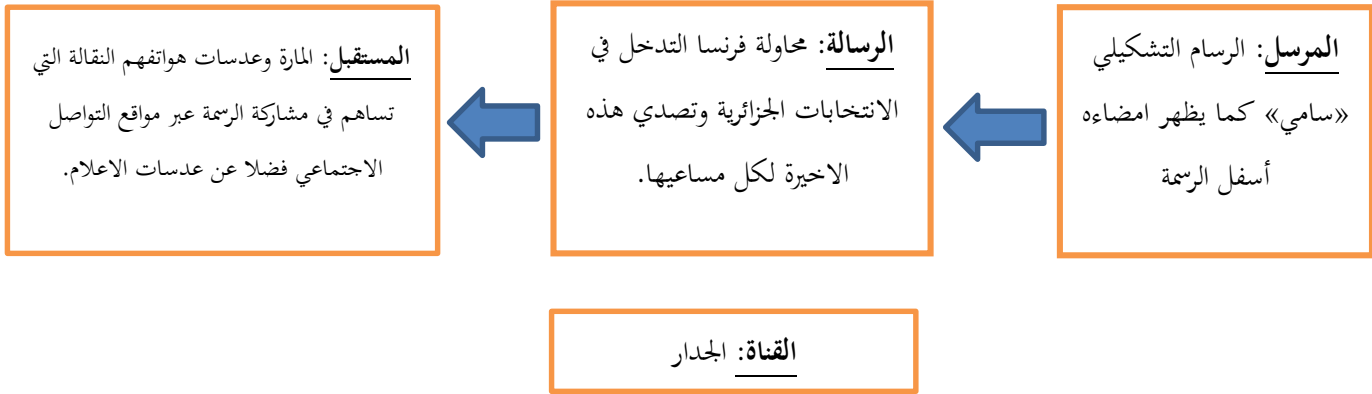 المرسل: الرسام التشكيلي
«سامي» كما يظهر امضاءه
أسفل الرسمة
الرسالة: محاولة فرنسا التدخل في
الانتخابات الجزائرية وتصدي هذه
الاخيرة لكل مساعيها.
المستقبل: المارة وعدسات هواتفهم النقالة التي
تساهم في مشاركة الرسمة عبر مواقع التواصل
الاجتماعي فضلا عن عدسات الاعلام.
القناة: الجدار